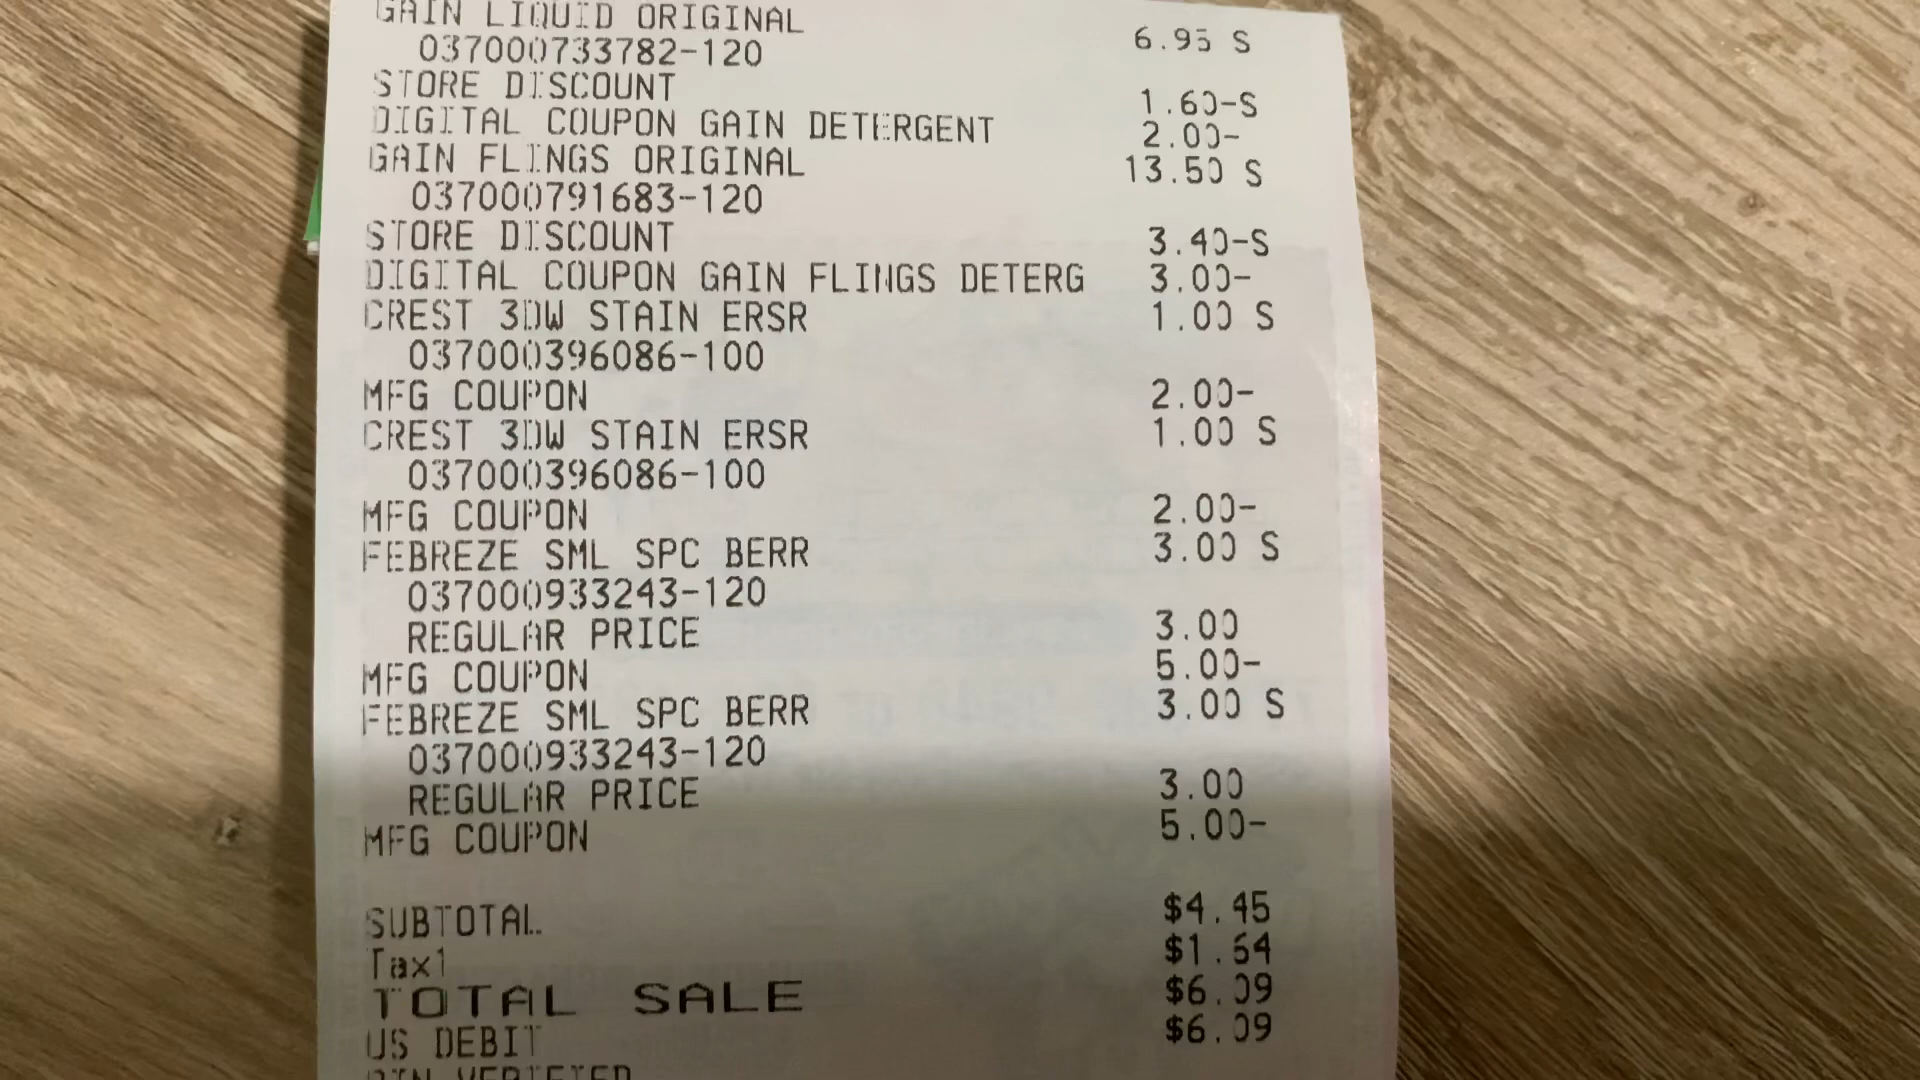 GAIN LIQUID ORIGINAL 6.95 S
037000733782-120
STORE DISCOUNT 1.60-S
DIGITAL COUPON GAIN DETERGENT 2.00-
GAIN FLINGS ORIGINAL 13.50 S
037000791683-120
STORE DISCOUNT 3.40-S
DIGITAL COUPON GAIN FLINGS DETERG 3.00-
CREST 3DW STAIN ERSR 1.00 S
037000396086-100
MFG COUPON 2.00-
CREST 3DW STAIN ERSR 1.00 S
037000396086-100
MFG COUPON 2.00-
FEBREZE SML SPC BERR 3.00 S
037000933243-120
REGULAR PRICE 3.00
MFG COUPON 5.00-
FEBREZE SML SPC BERR 3.00 S
037000933243-120
REGULAR PRICE 3.00
MFG COUPON 5.00-
SUBTOTAL $4.45
Tax1 $1.64
TOTAL SALE $6.09
US DEBIT $6.09
PIN VERIFIED